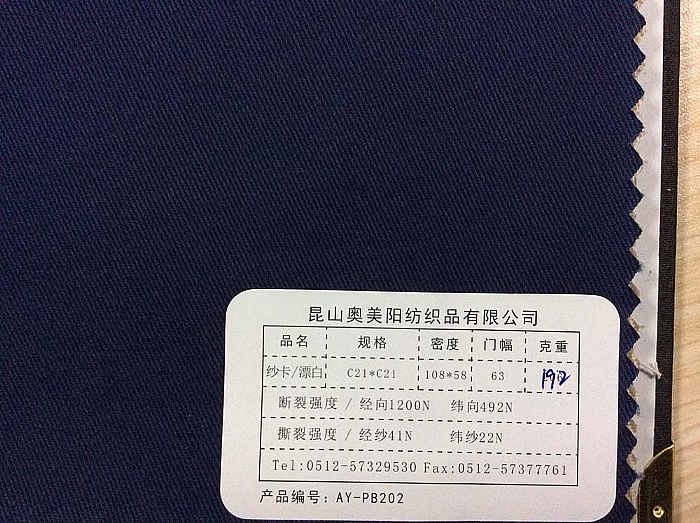 昆山奥美阳纺织品有限公司
品名 规格 密度 门幅 克重
纱卡/漂白 C21*C21 108*58 63 192
断裂强度 / 经向1200N 纬向492N
撕裂强度 / 经纱41N 纬纱22N
Tel:0512-57329530 Fax:0512-57377761
产品编号: AY-PB202